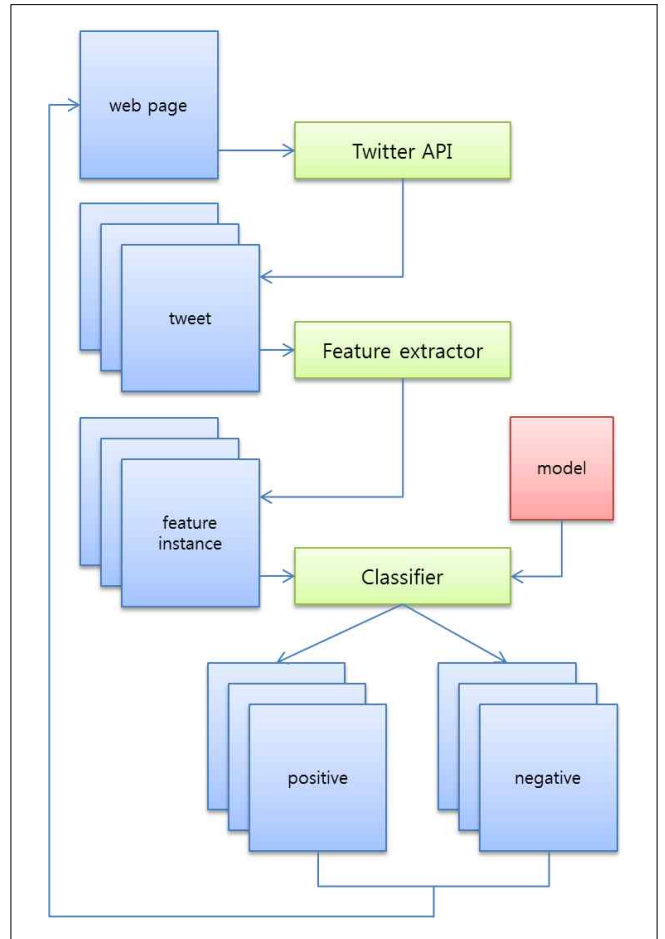 web page
Twitter API
tweet
Feature extractor
model
feature
instance
Classifier
positive
negative